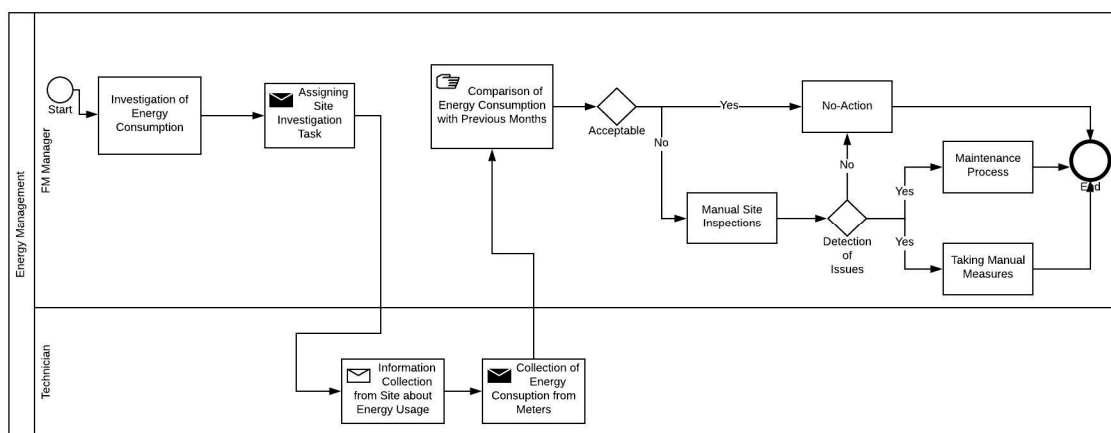 Energy Management
FM Manager
Start
Investigation of
Energy
Consumption
Assigning
Site
Investigation
Task
Comparison of
Energy Consumption
with Previous Months
Acceptable
Yes
No
No-Action
Manual Site
Inspections
No
Detection
of
Issues
Yes
Yes
Maintenance
Process
Taking Manual
Measures
End
Technician
Information
Collection
from Site about
Energy Usage
Collection of
Energy
Consuption from
Meters